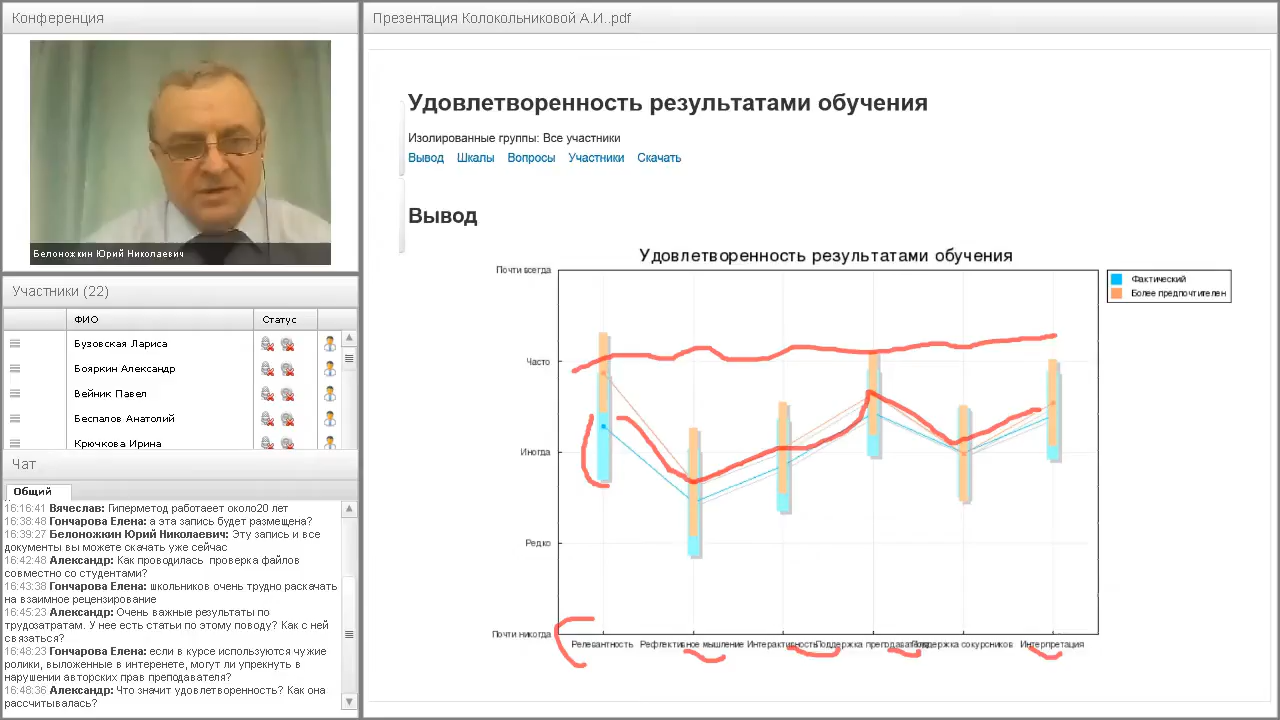 Конференция
Белоножкин Юрий Николаевич
Участники (22)
ФИО
Статус
Бузовская Лариса
Бояркин Александр
Вейник Павел
Беспалов Анатолий
Крючкова Ирина
Чат
Общий
16:16:41 Вячеслав: Гиперметод работаеет около20 лет
16:38:48 Гончарова Елена: а эта запись будет размещена?
16:39:27 Белоножкин Юрий Николаевич: Эту запись и все
документы вы можете скачать уже сейчас
16:42:48 Александр: Как проводилась проверка файлов
совместно со студентами?
16:43:38 Гончарова Елена: школьников очень трудно раскачать
на взаимное рецензирование
16:45:23 Александр: Очень важные результаты по
трудозатратам. У нее есть статьи по этому поводу? Как с ней
связаться?
Гончарова Елена: если в лекции используются чужие
рисуки, выложенные в интернете, могут ли упрекнуть в
нарушении авторских прав преподавателя?
16:48:36 Александр: Что значит удовлетворенность? Как она
рассчитывалась?
Презентация Колокольниковой А.И..pdf
Удовлетворенность результатами обучения
Изолированные группы: Все участники
Вывод Шкалы Вопросы Участники Скачать
Вывод
Удовлетворенность результатами обучения
Почти всегда
Часто
Иногда
Редко
Почти никогда
Фактический
Более предпочтителен
Релевантность Рефлективное мышление Интерактивность Поддержка преподавателя Поддержка сокурсников Интерпретация